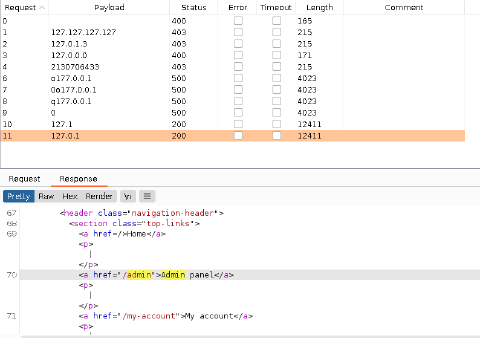 Request Payload Status Error Timeout Length Comment
0 400 165
1 127.127.127.127 403 215
2 127.0.1.3 403 215
3 127.0.0.0 400 171
4 2130706433 403 215
6 o177.0.0.1 500 4023
7 0o177.0.0.1 500 4023
8 q177.0.0.1 500 4023
9 0 500 4023
10 127.1 200 12411
11 127.0.1 200 12411
Request Response
Pretty Raw Hex Render \n
67 <header class="navigation-header">
68 <section class="top-links">
69 <a href=/>Home</a>
<p>
|
</p>
70 <a href="/admin">Admin panel</a>
<p>
|
</p>
71 <a href="/my-account">My account</a>
<p>